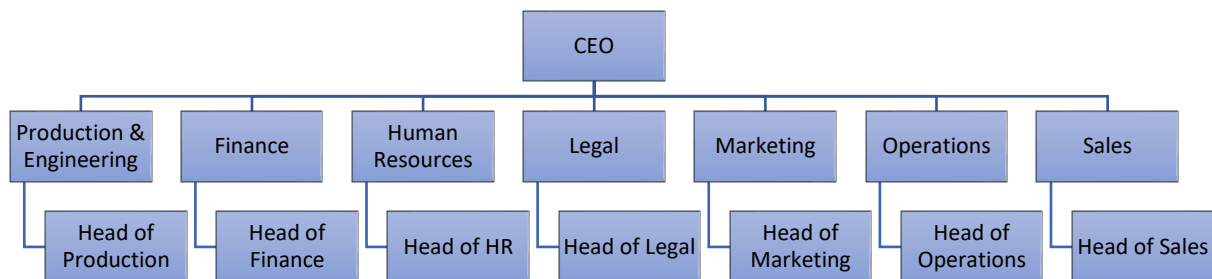 CEO
Production &
Engineering
Finance
Human
Resources
Legal
Marketing
Operations
Sales
Head of
Production
Head of
Finance
Head of HR
Head of Legal
Head of
Marketing
Head of
Operations
Head of Sales